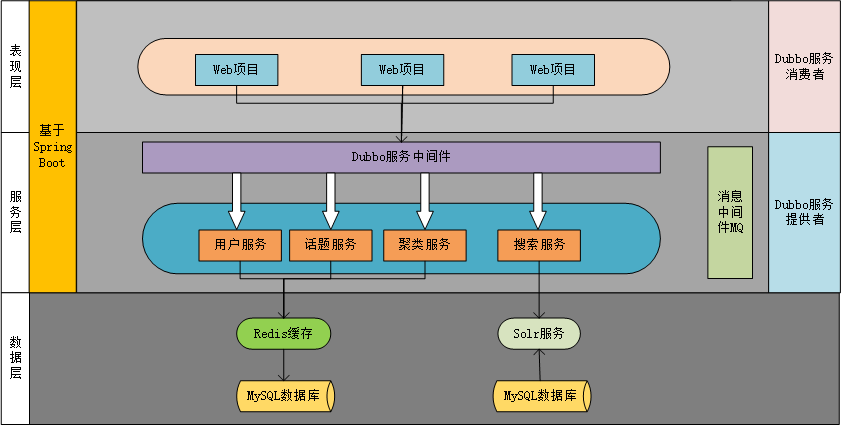 表
现
层
基于
Spring
Boot
Web项目
Web项目
Web项目
Dubbo服务
消费者
服
务
层
Dubbo服务中间件
用户服务
话题服务
聚类服务
搜索服务
消息
中间
件MQ
Dubbo服务
提供者
数
据
层
Redis缓存
Solr服务
MySQL数据库
MySQL数据库